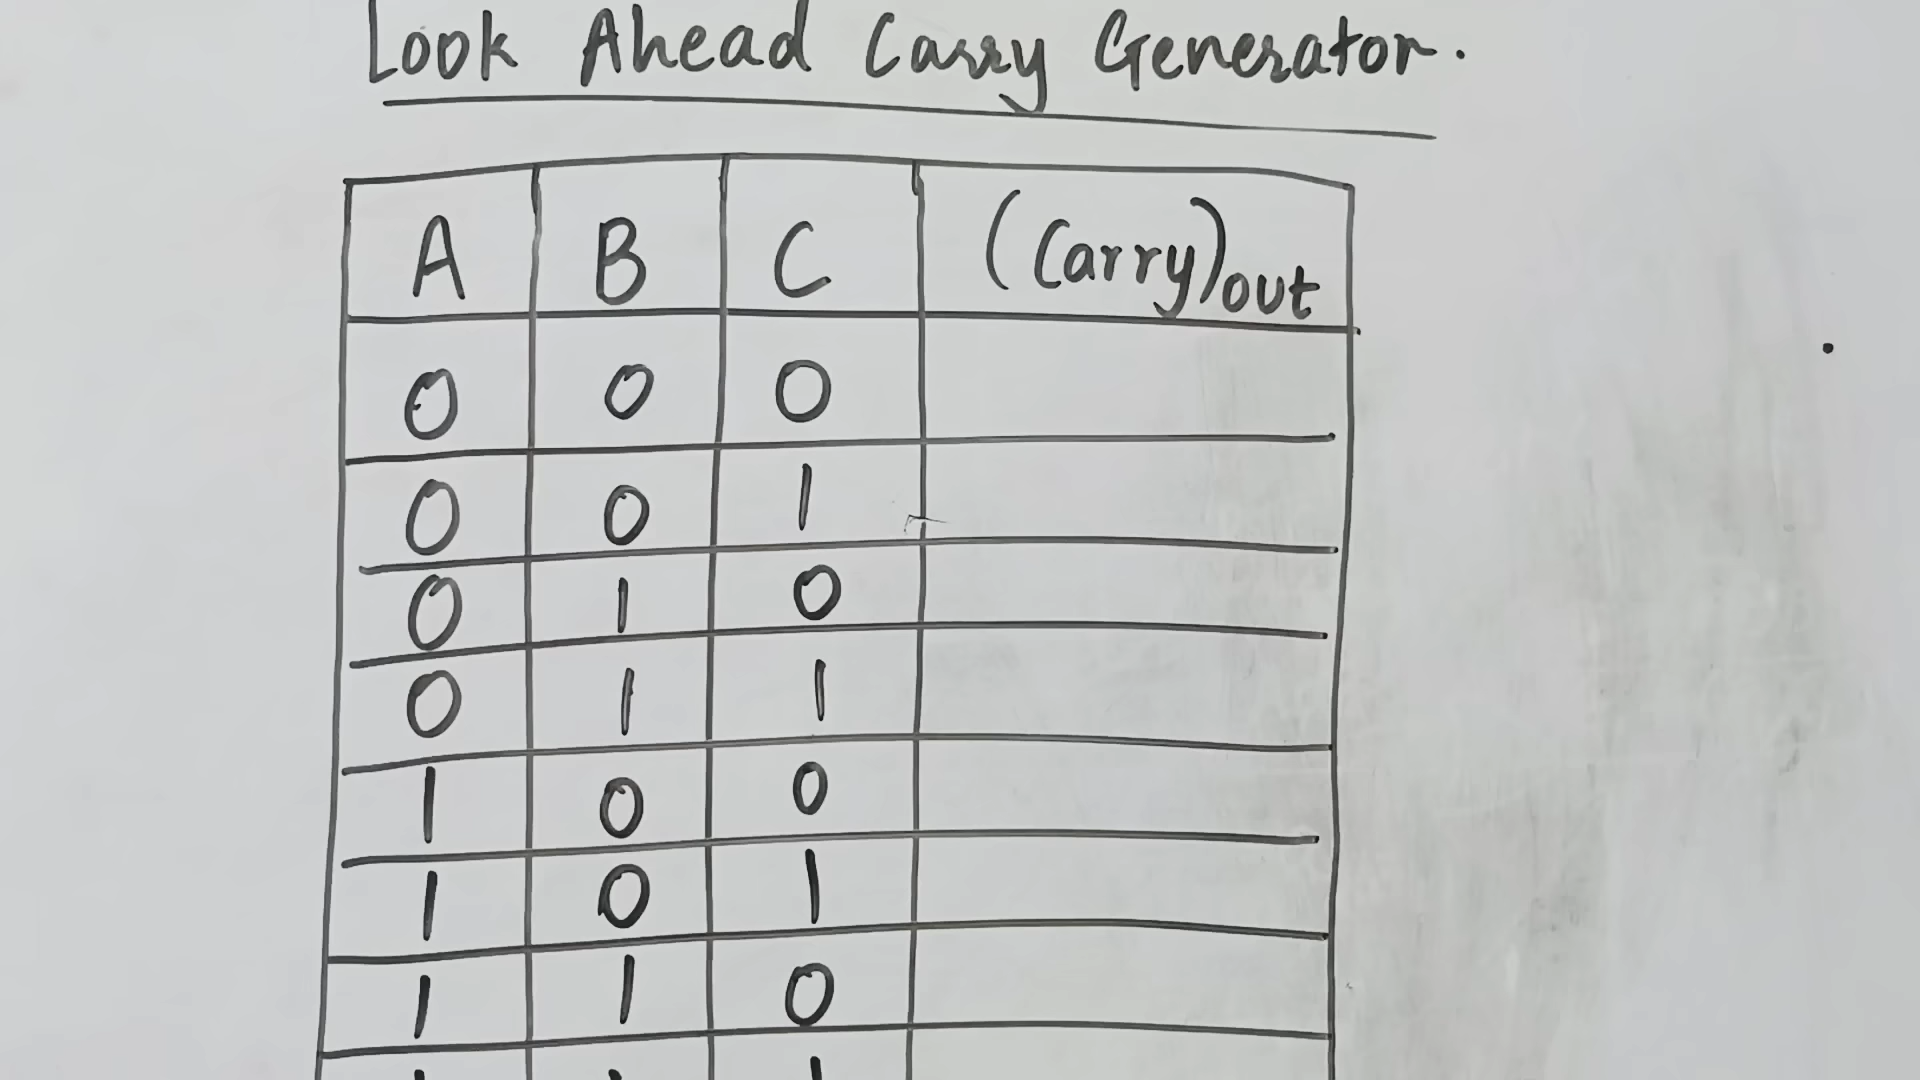 Look Ahead Carry Generator.
A B C (Carry)out
0 0 0
0 0 1
0 1 0
0 1 1
1 0 0
1 0 1
1 1 0